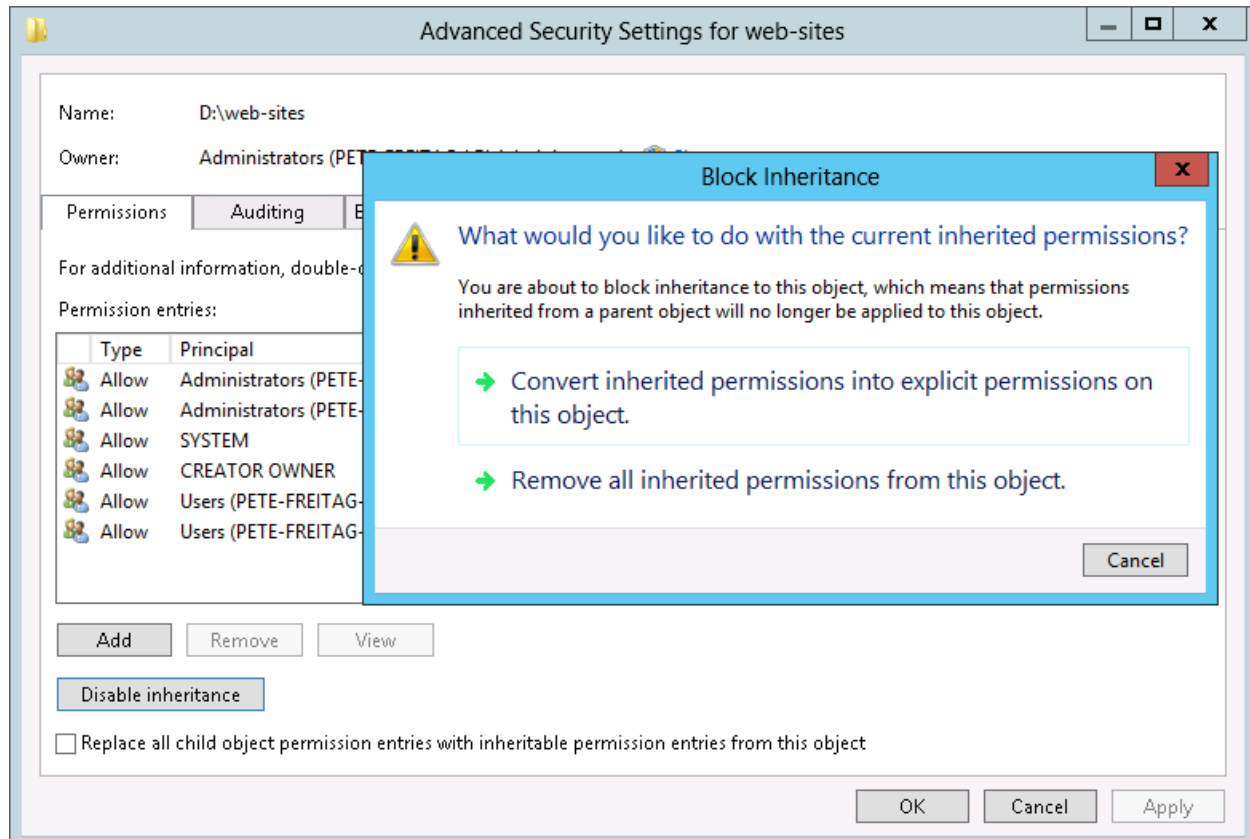 Advanced Security Settings for web-sites
Name: D:\web-sites
Owner: Administrators
Block Inheritance
What would you like to do with the current inherited permissions?
You are about to block inheritance to this object, which means that permissions
inherited from a parent object will no longer be applied to this object.
Convert inherited permissions into explicit permissions on
this object.
Remove all inherited permissions from this object.
Cancel
Permissions Auditing
For additional information, double-
Permission entries:
Type Principal
Allow Administrators (PETE-
Allow Administrators (PETE-
Allow SYSTEM
Allow CREATOR OWNER
Allow Users (PETE-FREITAG-
Allow Users (PETE-FREITAG-
Add Remove View
Disable inheritance
Replace all child object permission entries with inheritable permission entries from this object
OK Cancel Apply